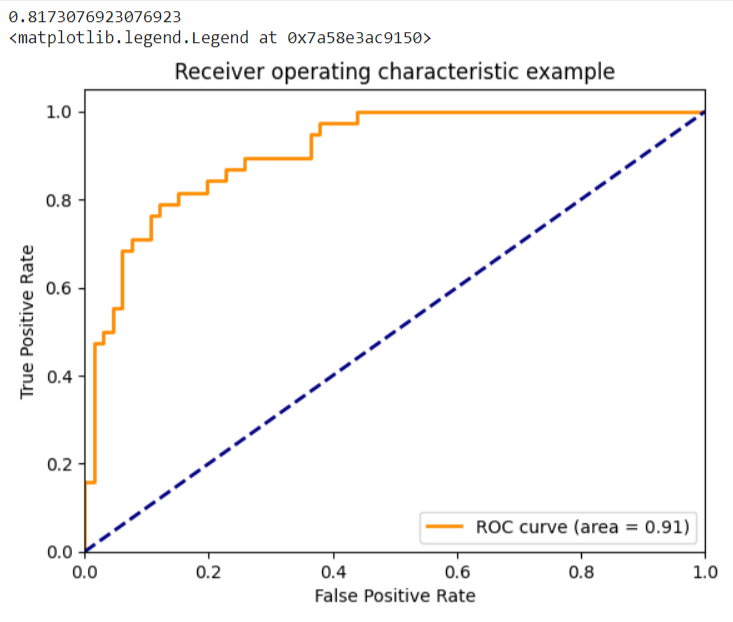 0.8173076923076923
<matplotlib.legend.Legend at 0x7a58e3ac9150>
Receiver operating characteristic example
1.0
0.8
0.6
0.4
0.2
0.0
True Positive Rate
ROC curve (area = 0.91)
0.0 0.2 0.4 0.6 0.8 1.0
False Positive Rate